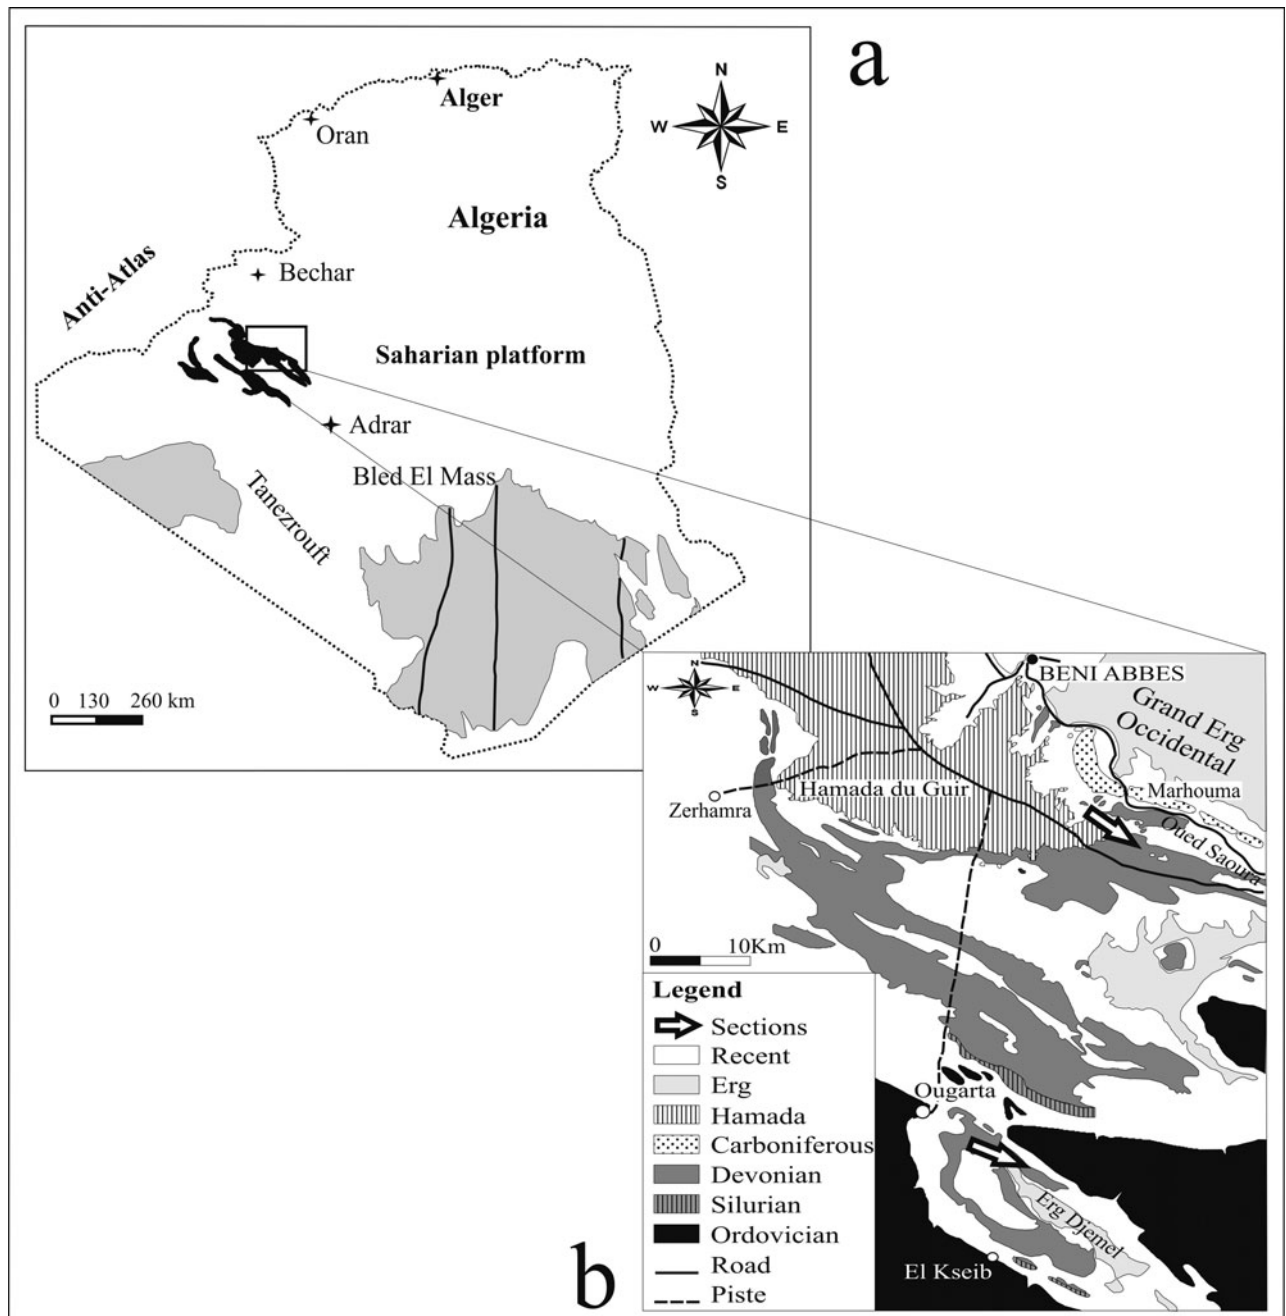 a
N
W E
S
Alger
Oran
Algeria
Bechar
Anti-Atlas
Saharian platform
Adrar
Bled El Mass
Tanezrouft
0 130 260 km
N
W E
S
BENI ABBES
Grand Erg
Occidental
Marhouma
Hamada du Guir
Zerhamra
Oued Saoura
0 10Km
Legend
Sections
Recent
Erg
Hamada
Carboniferous
Devonian
Silurian
Ordovician
Road
Piste
Ougarta
Erg Djemel
El Kseib
b